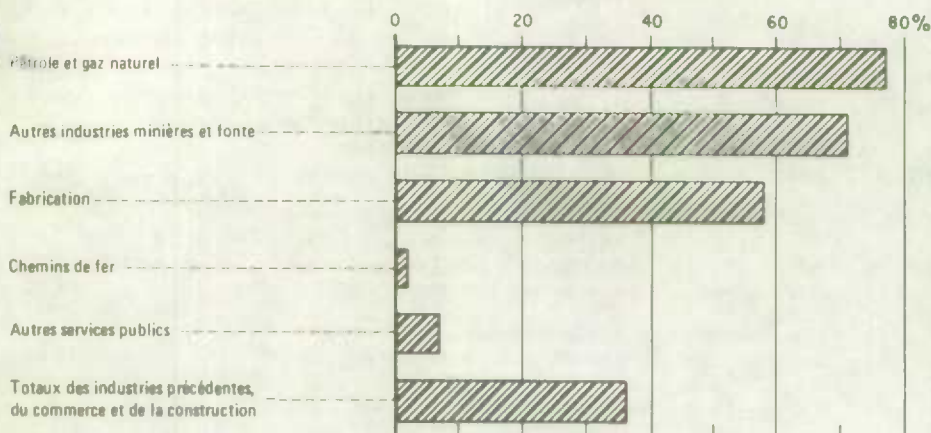 0 20 40 60 80%
Pétrole et gaz naturel
Autres industries minières et fonte
Fabrication
Chemins de fer
Autres services publics
Totaux des industries précédentes,
du commerce et de la construction